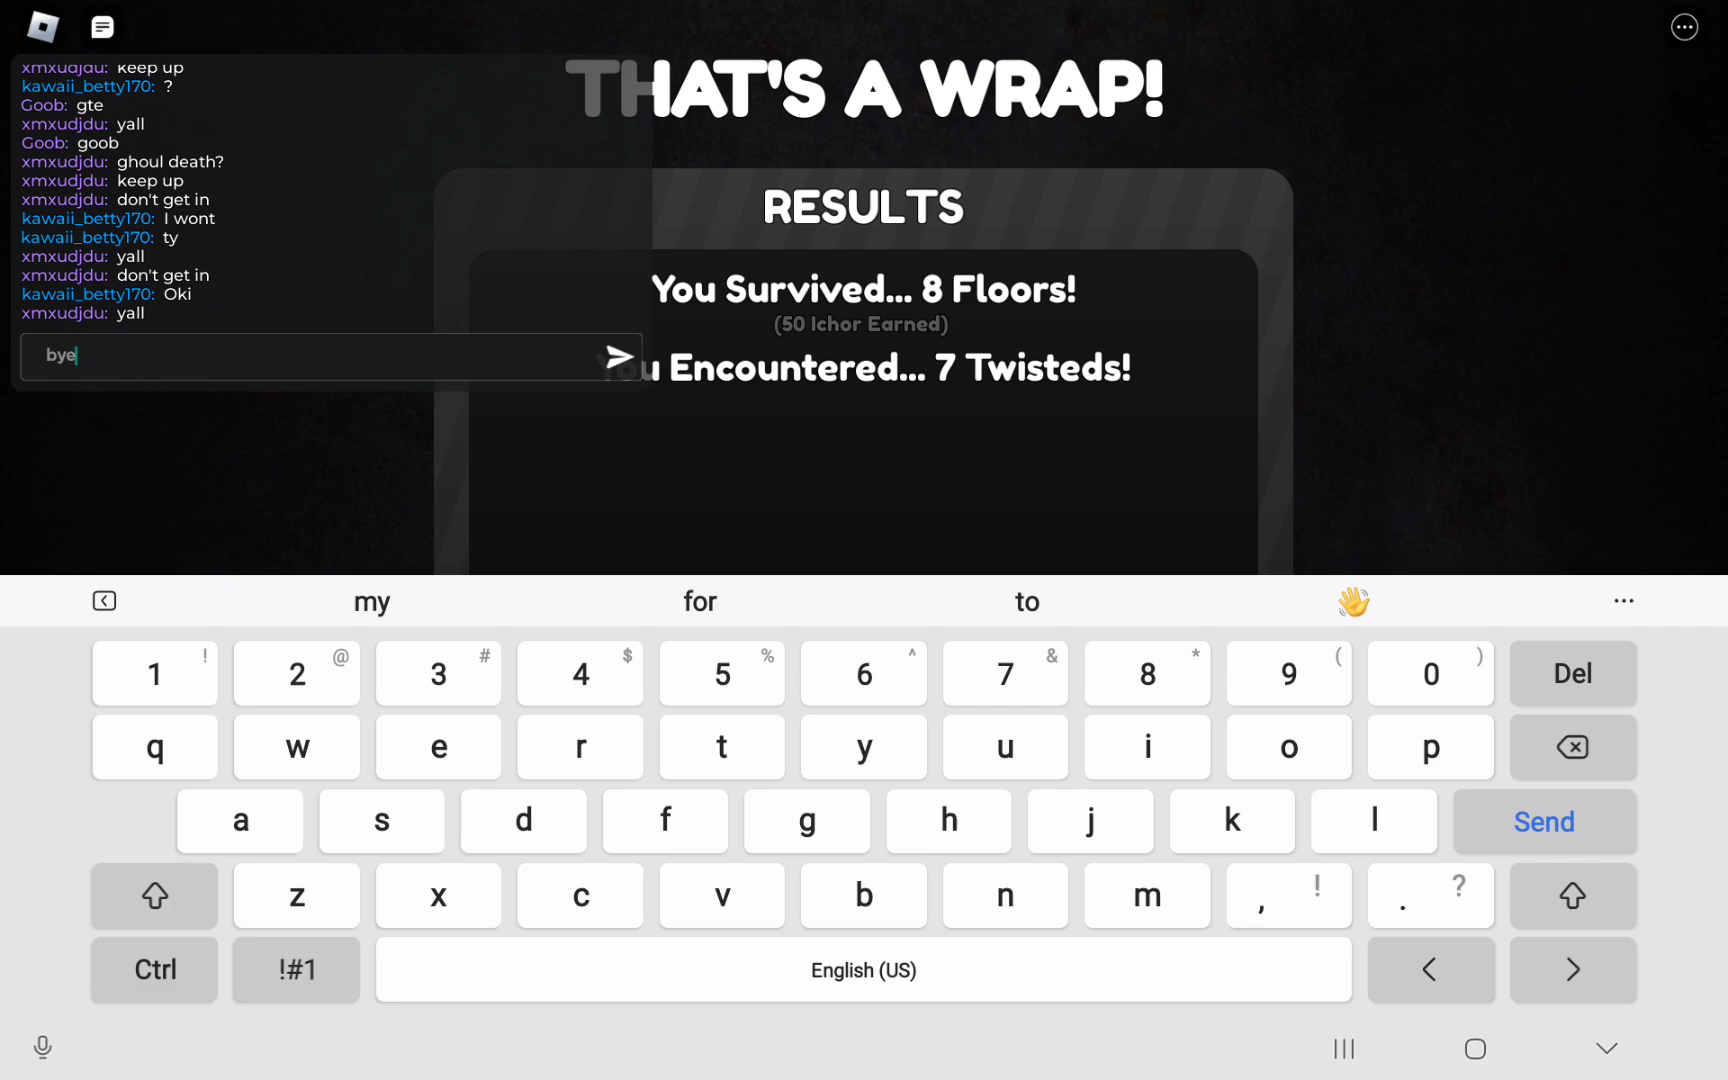 THAT'S A WRAP!
xmxudjdu: keep up
kawaii_betty170: ?
Goob: gte
xmxudjdu: yall
Goob: goob
xmxudjdu: ghoul death?
xmxudjdu: keep up
xmxudjdu: don't get in
kawaii_betty170: I wont
kawaii_betty170: ty
xmxudjdu: yall
xmxudjdu: don't get in
kawaii_betty170: Oki
xmxudjdu: yall
bye
RESULTS
You Survived... 8 Floors!
(50 Ichor Earned)
You Encountered... 7 Twisteds!
my for to 👋 ...
1 ! 2 @ 3 # 4 $ 5 % 6 ^ 7 & 8 * 9 ( 0 ) Del
q w e r t y u i o p
a s d f g h j k l Send
z x c v b n m , ! . ?
Ctrl !#1 English (US) < >